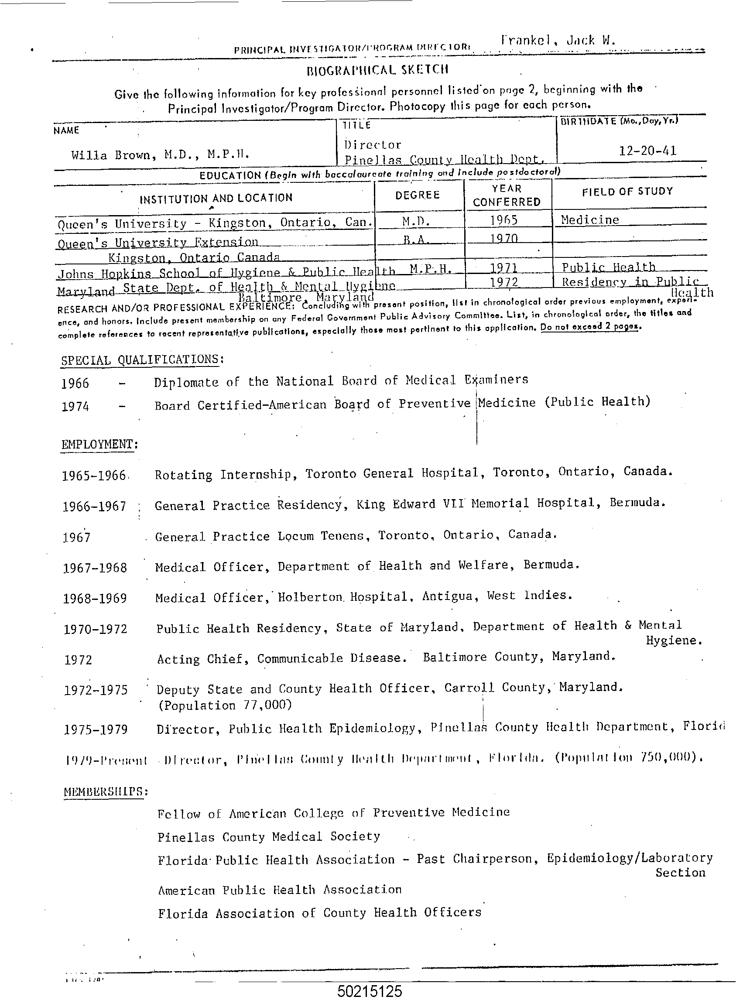 Frankel, Jack W.
PRINCIPAL INVESTIGATOR/PROGRAM DIRECTOR:
BIOGRAPHICAL SKETCH
Give the following information for key professional personnel listed on page 2, beginning with the
Principal Investigator/Program Director. Photocopy this page for each person.
NAME TITLE BIRTHDATE (Mo., Day, Yr.)
Willa Brown, M.D., M.P.H. Director 12-20-41
Pinellas County Health Dept.
EDUCATION (Begin with baccalaureate training and include postdoctoral)
INSTITUTION AND LOCATION DEGREE YEAR CONFERRED FIELD OF STUDY
Queen's University - Kingston, Ontario, Can. M.D. 1965 Medicine
Queen's University Extension B.A. 1970
Kingston, Ontario Canada
Johns Hopkins School of Hygiene & Public Health M.P.H. 1971 Public Health
Maryland State Dept. of Health & Mental Hygiene 1972 Residency in Public
Baltimore, Maryland Health
RESEARCH AND/OR PROFESSIONAL EXPERIENCE: Concluding with present position, list in chronological order previous employment, experi-
ence, and honors. Include present membership on any Federal Government Public Advisory Committee. List, in chronological order, the titles and
complete references to recent representative publications, especially those most pertinent to this application. Do not exceed 2 pages.
SPECIAL QUALIFICATIONS:
1966 - Diplomate of the National Board of Medical Examiners
1974 - Board Certified-American Board of Preventive Medicine (Public Health)
EMPLOYMENT:
1965-1966 Rotating Internship, Toronto General Hospital, Toronto, Ontario, Canada.
1966-1967 General Practice Residency, King Edward VII Memorial Hospital, Bermuda.
1967 General Practice Locum Tenens, Toronto, Ontario, Canada.
1967-1968 Medical Officer, Department of Health and Welfare, Bermuda.
1968-1969 Medical Officer, Holberton Hospital, Antigua, West Indies.
1970-1972 Public Health Residency, State of Maryland, Department of Health & Mental
Hygiene.
1972 Acting Chief, Communicable Disease. Baltimore County, Maryland.
1972-1975 Deputy State and County Health Officer, Carroll County, Maryland.
(Population 77,000)
1975-1979 Director, Public Health Epidemiology, Pinellas County Health Department, Florid
1979-Present Director, Pinellas County Health Department, Florida. (Population 750,000).
MEMBERSHIPS:
Fellow of American College of Preventive Medicine
Pinellas County Medical Society
Florida Public Health Association - Past Chairperson, Epidemiology/Laboratory
Section
American Public Health Association
Florida Association of County Health Officers
50215125